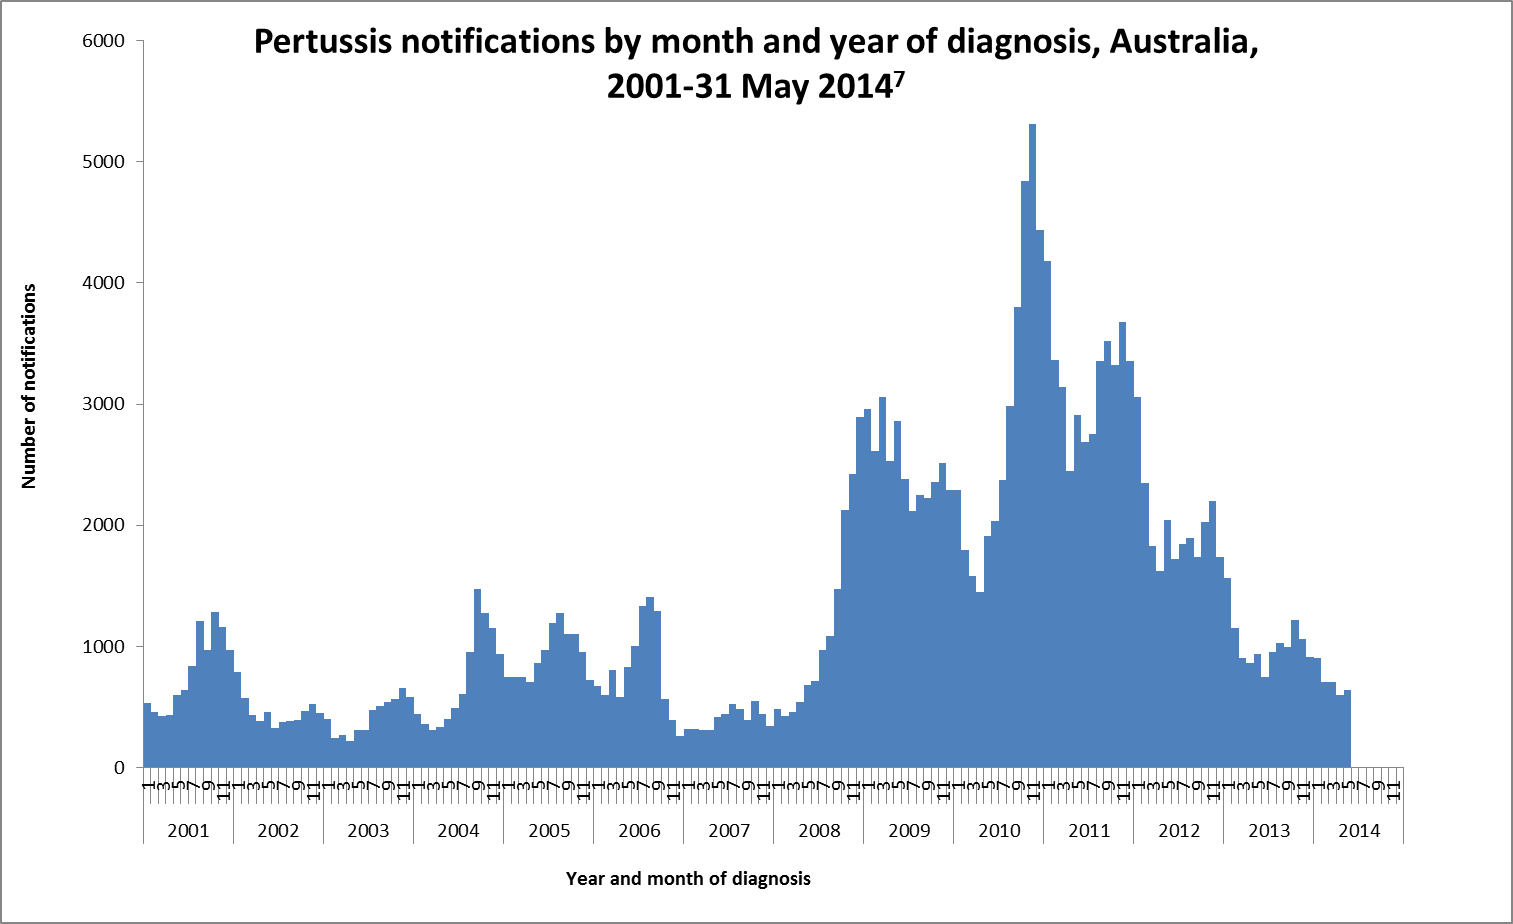 Pertussis notifications by month and year of diagnosis, Australia,
2001-31 May 2014⁷
6000
5000
4000
3000
2000
1000
0
Number of notifications
1 3 5 7 9 11 1 3 5 7 9 11 1 3 5 7 9 11 1 3 5 7 9 11 1 3 5 7 9 11 1 3 5 7 9 11 1 3 5 7 9 11 1 3 5 7 9 11 1 3 5 7 9 11 1 3 5 7 9 11 1 3 5 7 9 11 1 3 5 7 9 11 1 3 5 7 9 11 1 3 5 7 9 11
2001 2002 2003 2004 2005 2006 2007 2008 2009 2010 2011 2012 2013 2014
Year and month of diagnosis